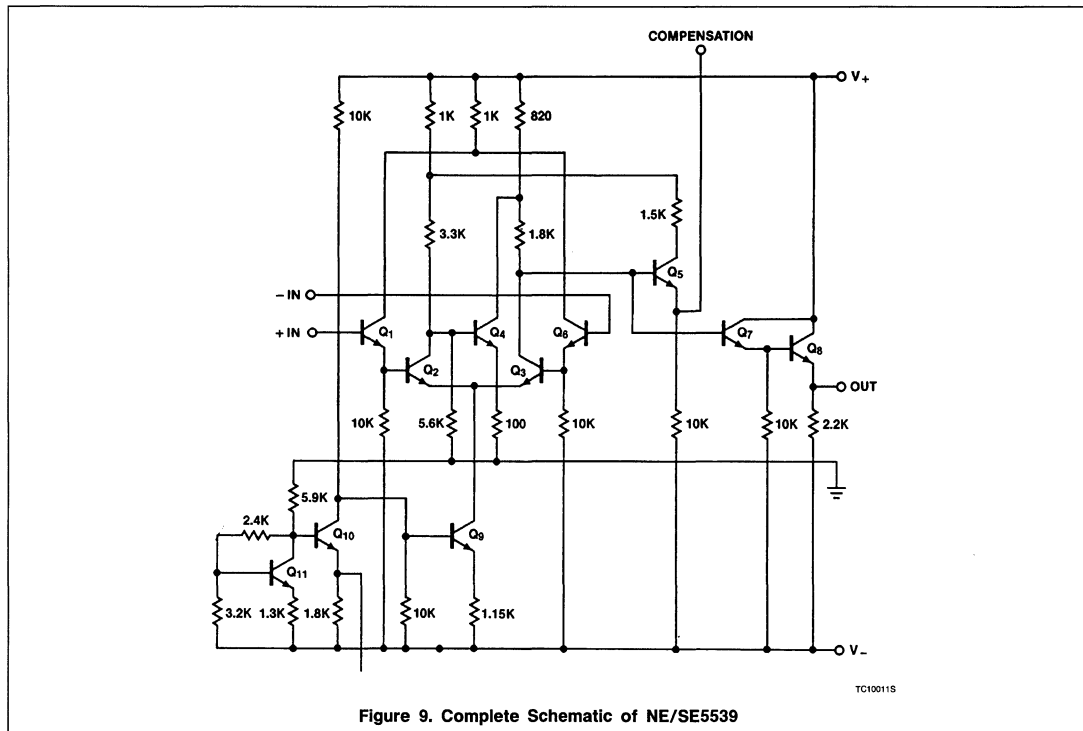 COMPENSATION
V+
10K
1K
1K
820
1.5K
3.3K
1.8K
Q5
− IN
+ IN
Q1
Q4
Q6
Q7
Q8
Q2
Q3
OUT
10K
5.6K
100
10K
10K
10K
2.2K
5.9K
2.4K
Q10
Q9
Q11
3.2K
1.3K
1.8K
10K
1.15K
V−
TC10011S
Figure 9. Complete Schematic of NE/SE5539